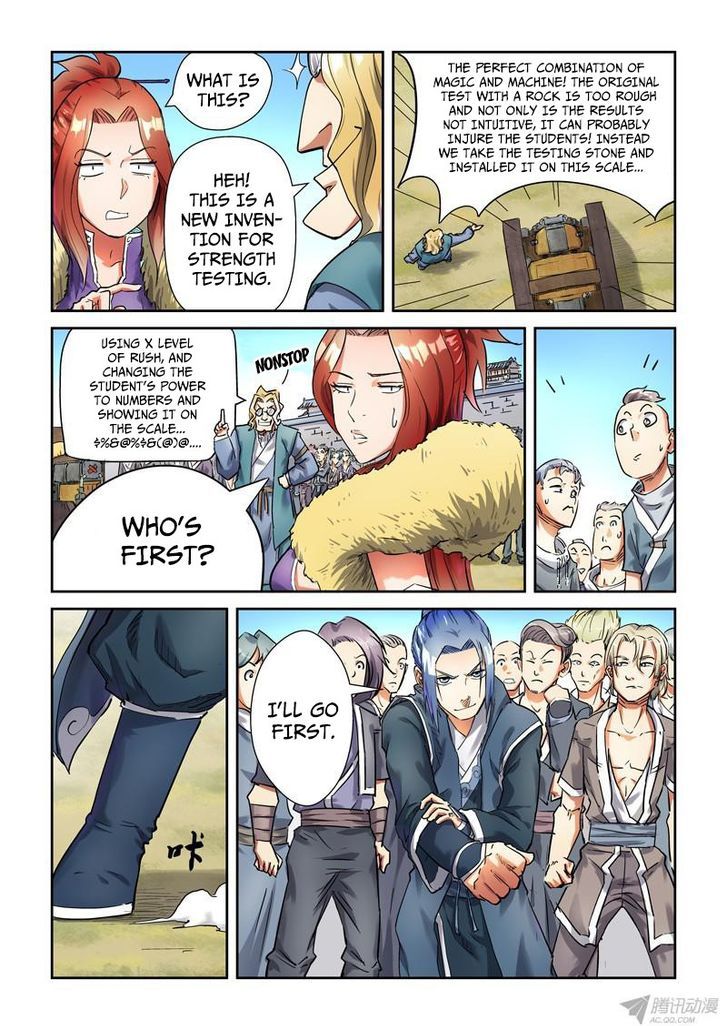 WHAT IS
THIS?
HEH!
THIS IS A
NEW INVEN-
TION FOR
STRENGTH
TESTING.
THE PERFECT COMBINATION OF
MAGIC AND MACHINE! THE ORIGINAL
TEST WITH A ROCK IS TOO ROUGH
AND NOT ONLY IS THE RESULTS
NOT INTUITIVE, IT CAN PROBABLY
INJURE THE STUDENTS! INSTEAD
WE TAKE THE TESTING STONE AND
INSTALLED IT ON THIS SCALE...
USING X LEVEL
OF RUSH, AND
CHANGING THE
STUDENT'S POWER
TO NUMBERS AND
SHOWING IT ON
THE SCALE...
$%&@%$&(@)@....
NONSTOP
WHO'S
FIRST?
咔
I'LL GO
FIRST.
腾讯动漫
AC.QQ.COM